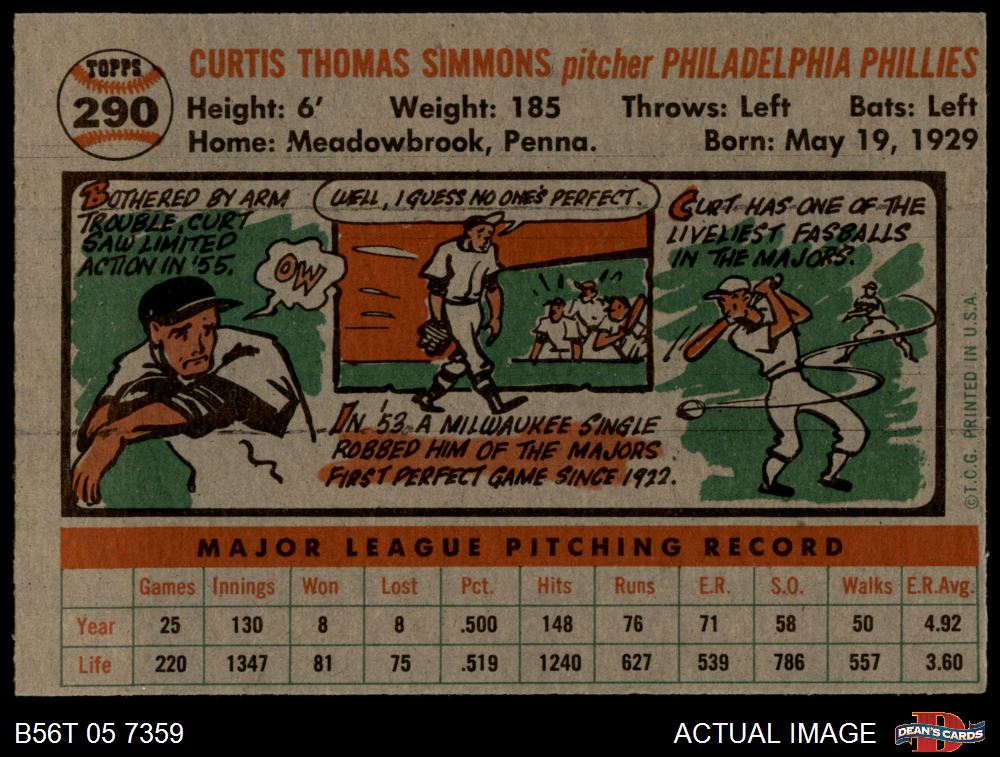 TOPPS
290
CURTIS THOMAS SIMMONS pitcher PHILADELPHIA PHILLIES
Height: 6' Weight: 185 Throws: Left Bats: Left
Home: Meadowbrook, Penna. Born: May 19, 1929
BOTHERED BY ARM
TROUBLE, CURT
SAW LIMITED
ACTION IN '55.
OW
WELL, I GUESS NO ONE'S PERFECT.
IN '53 A MILWAUKEE SINGLE
ROBBED HIM OF THE MAJORS
FIRST PERFECT GAME SINCE 1922.
CURT HAS ONE OF THE
LIVELIEST FASBALLS
IN THE MAJORS.
©T.C.G. PRINTED IN U.S.A.
MAJOR LEAGUE PITCHING RECORD
Games Innings Won Lost Pct. Hits Runs E.R. S.O. Walks E.R.Avg.
Year 25 130 8 8 .500 148 76 71 58 50 4.92
Life 220 1347 81 75 .519 1240 627 539 786 557 3.60
B56T 05 7359 ACTUAL IMAGE DEAN'S CARDS